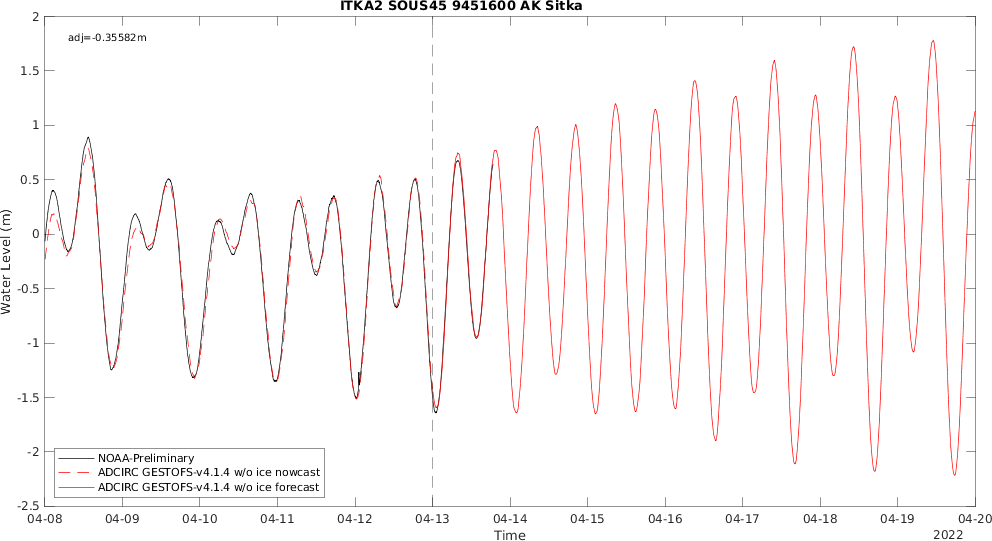 ITKA2 SOUS45 9451600 AK Sitka
adj=-0.35582m
2
1.5
1
0.5
0
-0.5
-1
-1.5
-2
-2.5
Water Level (m)
NOAA-Preliminary
ADCIRC GESTOFS-v4.1.4 w/o ice nowcast
ADCIRC GESTOFS-v4.1.4 w/o ice forecast
04-08 04-09 04-10 04-11 04-12 04-13 04-14 04-15 04-16 04-17 04-18 04-19 04-20
Time
2022